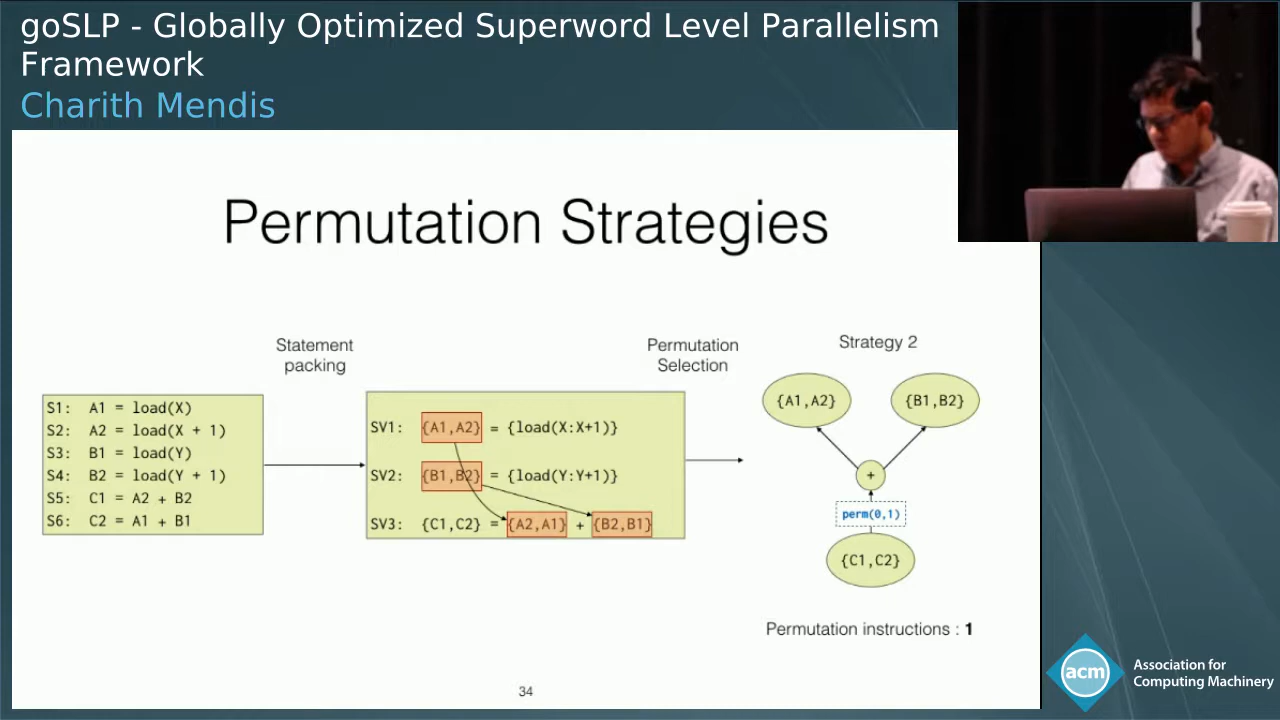 goSLP - Globally Optimized Superword Level Parallelism
Framework
Charith Mendis
Permutation Strategies
Statement
packing
Permutation
Selection
Strategy 2
S1: A1 = load(X)
S2: A2 = load(X + 1)
S3: B1 = load(Y)
S4: B2 = load(Y + 1)
S5: C1 = A2 + B2
S6: C2 = A1 + B1
SV1: {A1,A2} = {load(X:X+1)}
SV2: {B1,B2} = {load(Y:Y+1)}
SV3: {C1,C2} = {A2,A1} + {B2,B1}
{A1,A2}
{B1,B2}
+
perm(0,1)
{C1,C2}
Permutation instructions : 1
34
acm
Association for
Computing Machinery